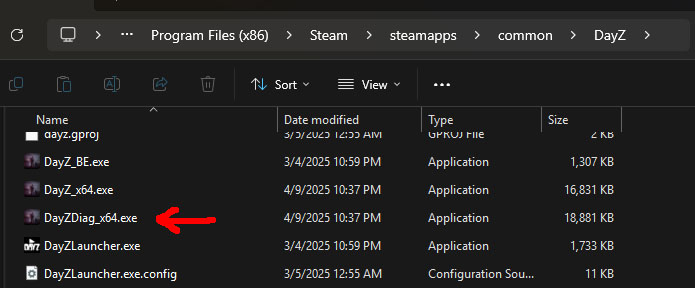 ... Program Files (x86) > Steam > steamapps > common > DayZ >
Sort View ...
Name Date modified Type Size
dayz.gproj 3/5/2025 12:55 AM GPROJ File 2 KB
DayZ_BE.exe 3/4/2025 10:59 PM Application 1,307 KB
DayZ_x64.exe 4/9/2025 10:37 PM Application 16,831 KB
DayZDiag_x64.exe 4/9/2025 10:37 PM Application 18,881 KB
DayZLauncher.exe 3/4/2025 10:59 PM Application 1,733 KB
DayZLauncher.exe.config 3/5/2025 12:55 AM Configuration Sou... 11 KB